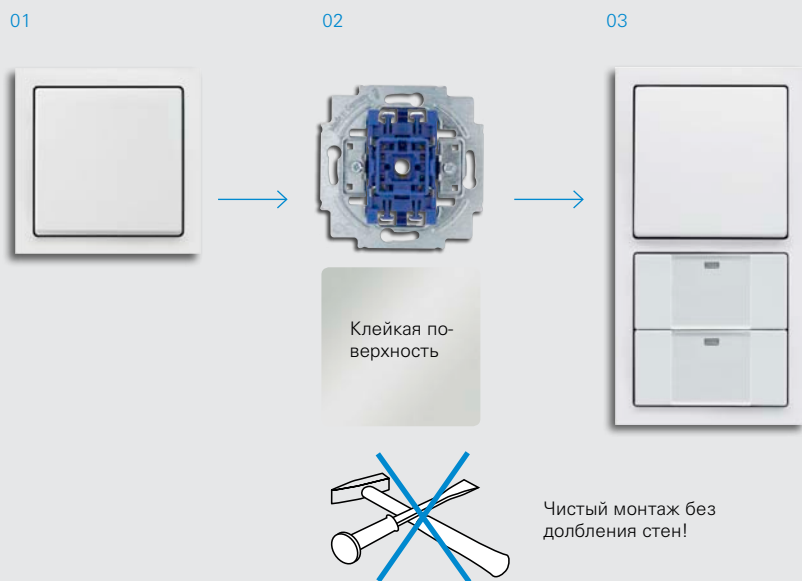 01
02
03
Клейкая по-
верхность
Чистый монтаж без
долбления стен!